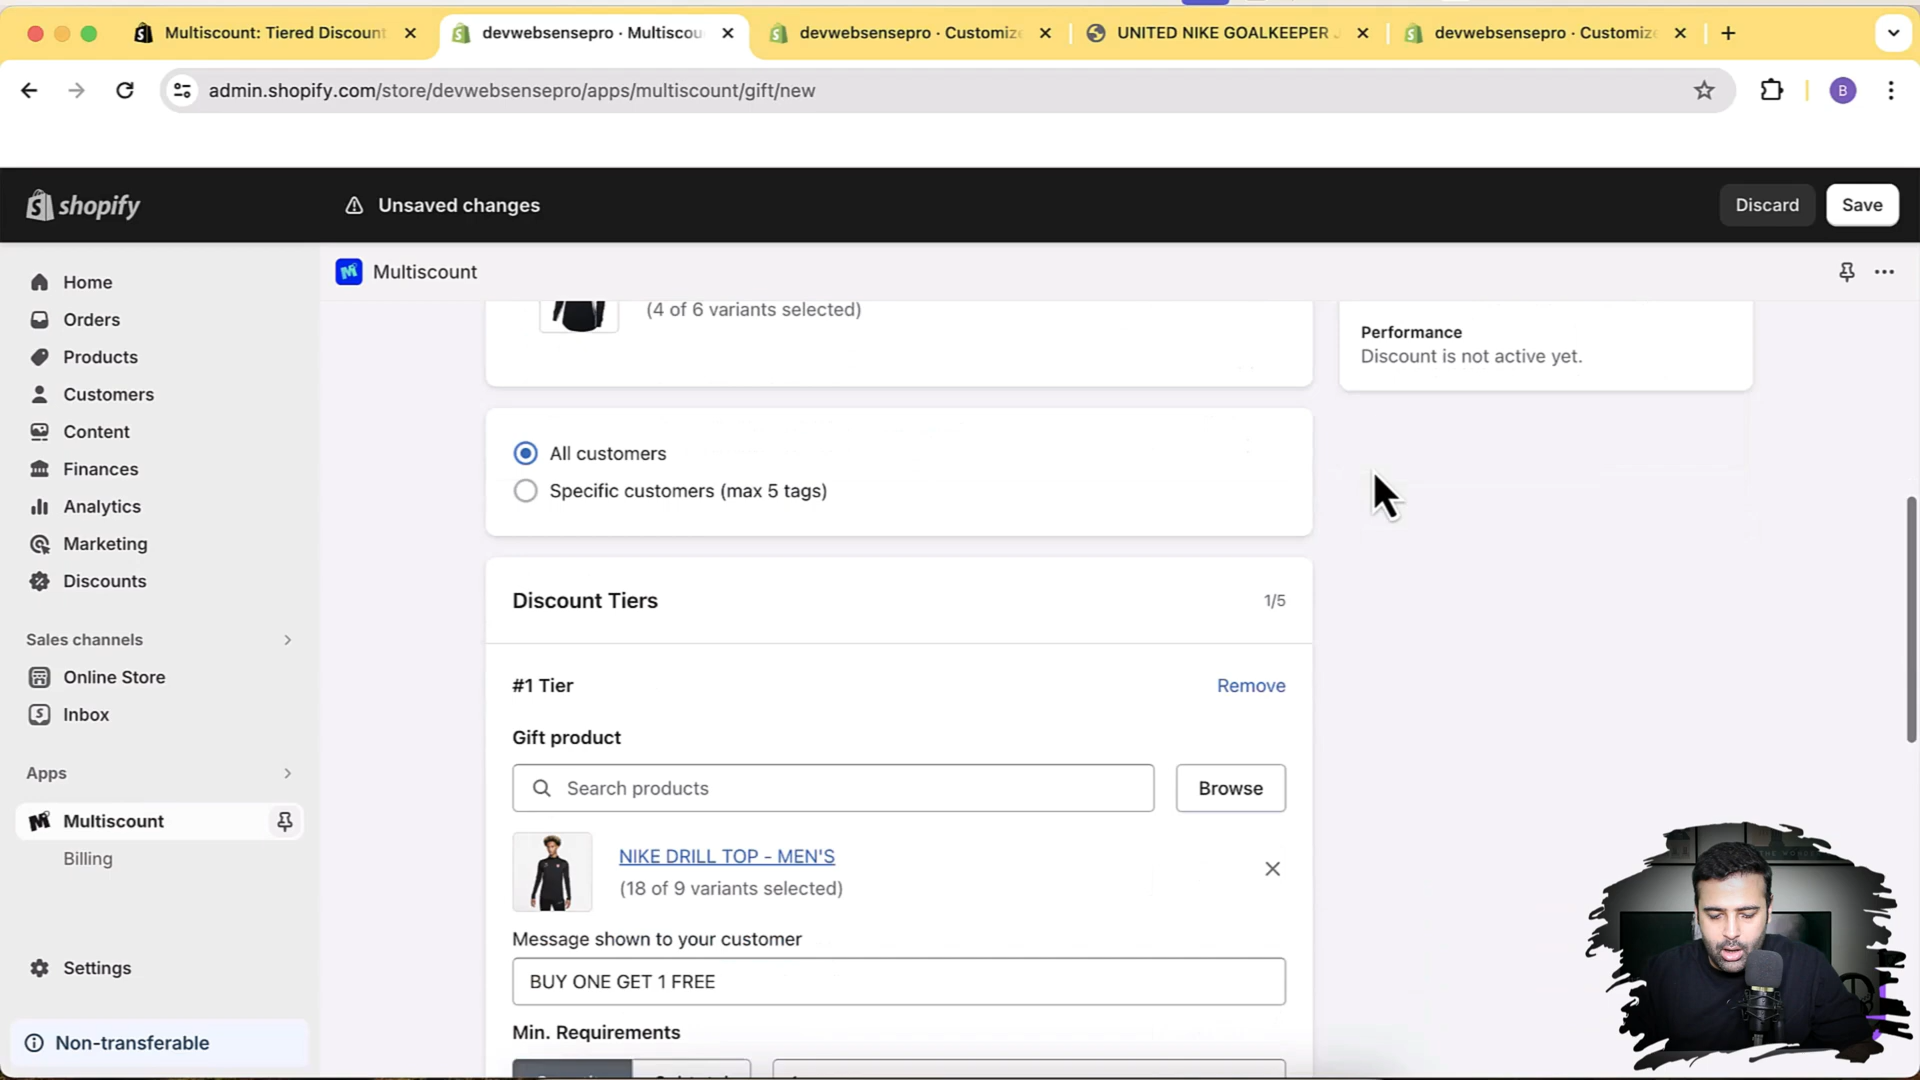 Multiscount: Tiered Discount
devwebsensepro · Multiscou
devwebsensepro · Customize
UNITED NIKE GOALKEEPER J
devwebsensepro · Customize
admin.shopify.com/store/devwebsensepro/apps/multiscount/gift/new
B
shopify
Unsaved changes
Discard
Save
Home
Orders
Products
Customers
Content
Finances
Analytics
Marketing
Discounts
Sales channels
Online Store
Inbox
Apps
Multiscount
Billing
Settings
Non-transferable
Multiscount
(4 of 6 variants selected)
Performance
Discount is not active yet.
All customers
Specific customers (max 5 tags)
Discount Tiers
1/5
#1 Tier
Remove
Gift product
Search products
Browse
NIKE DRILL TOP - MEN'S
(18 of 9 variants selected)
Message shown to your customer
BUY ONE GET 1 FREE
Min. Requirements